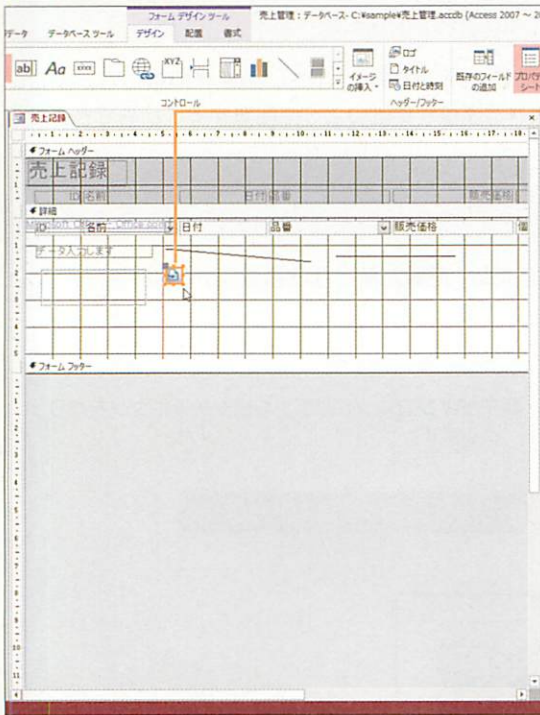 フォーム デザイン ツール
売上管理 : データベース- C:¥sample¥売上管理.accdb (Access 2007 ～ 20
データ データベース ツール デザイン 配置 書式
ab| Aa xxxx XYZ
イメージの挿入
ロゴ
タイトル
日付と時刻
既存のフィールドの追加
プロパティ
シート
コントロール
ヘッダー/フッター
売上記録
フォーム ヘッダー
売上記録
ID 名前 日付 品番 販売価格
詳細
ID 名前 日付 品番 販売価格 個
データ入力します
フォーム フッター